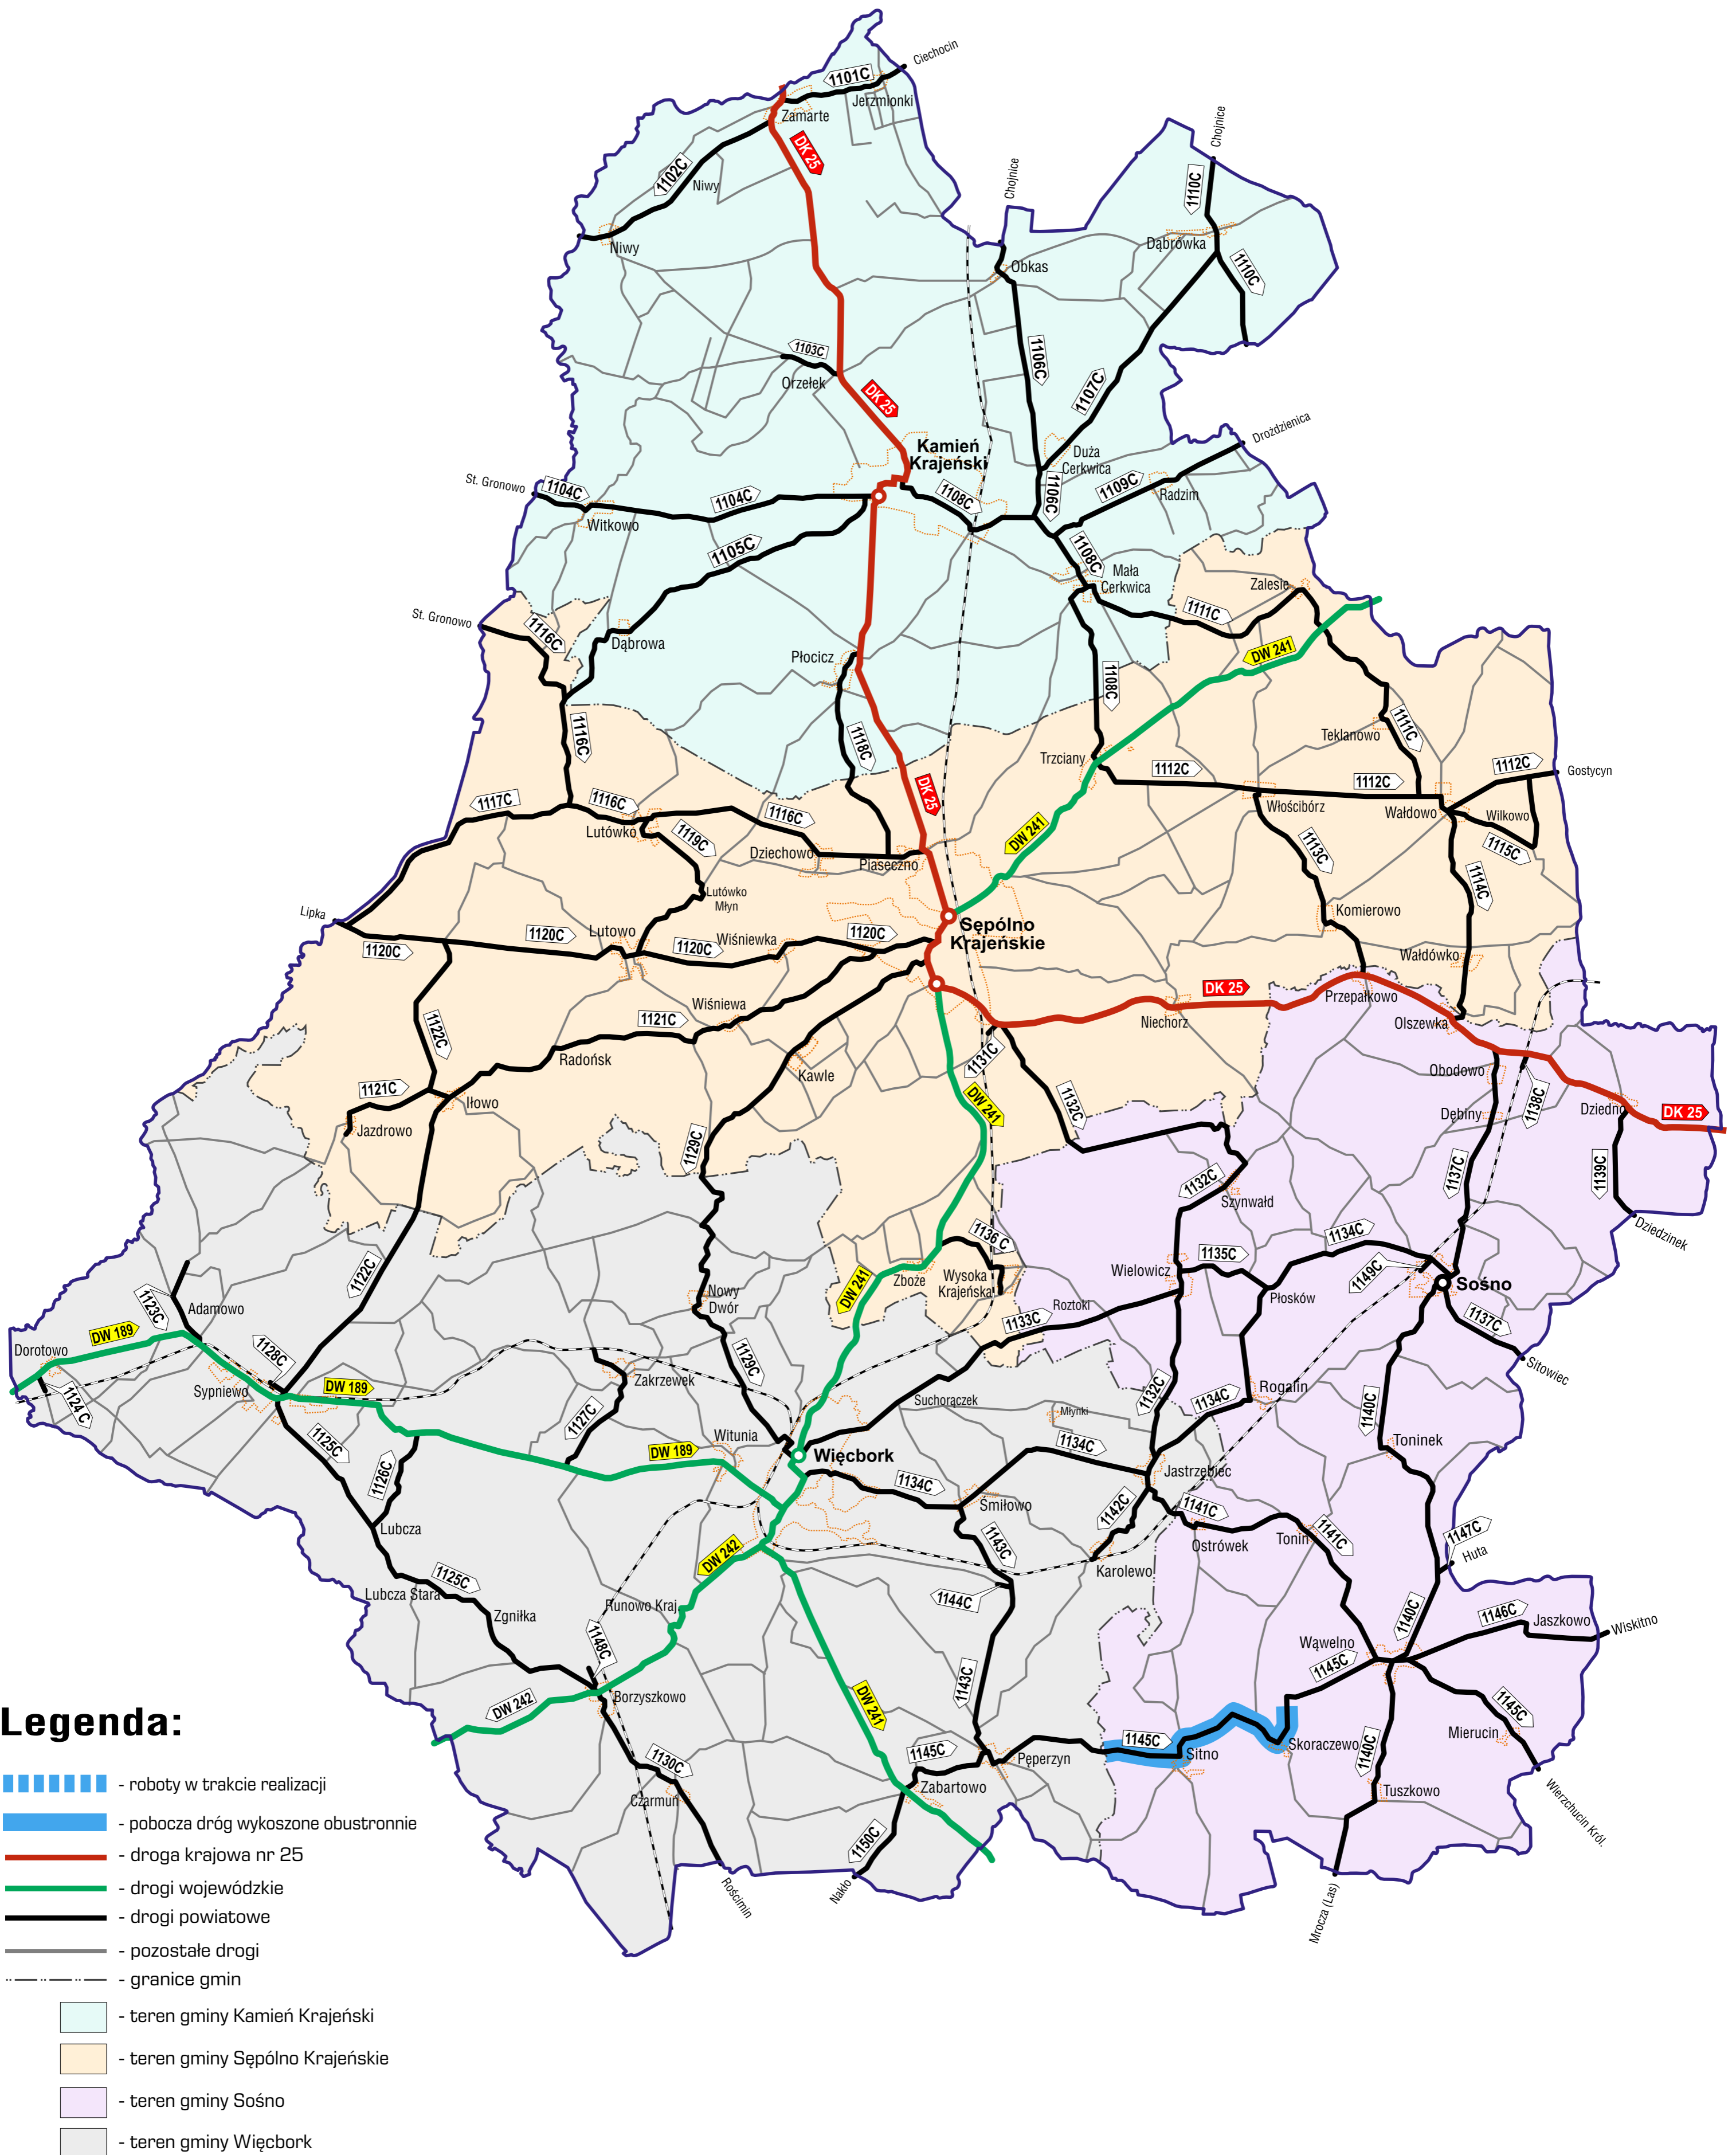 Ciechocin
1101C
Jerzmionki
Zamarte
DK 25
1102C
Niwy
Niwy
Chojnice
Chojnice
1110C
Dąbrówka
1110C
Obkas
1106C
1107C
1103C
Orzełek
DK 25
Kamień
Krajeński
Duża
Cerkwica
Drożdzienica
1109C
Radzim
1106C
St. Gronowo
1104C
1104C
Witkowo
1108C
1105C
1108C
Mała
Cerkwica
Zalesie
1111C
St. Gronowo
1116C
Dąbrowa
Płocicz
DW 241
1108C
1116C
1118C
Teklanowo
1111C
Trzciany
1112C
1112C
1112C
Gostycyn
DK 25
1117C
1116C
1116C
Lutówko
1119C
Dziechowo
Piaseczno
DW 241
Włościbórz
Wałdowo
Wilkowo
1115C
1113C
1114C
Lutówko
Młyn
Lipka
1120C
1120C
Lutowo
1120C
Wiśniewka
1120C
Sępólno
Krajeńskie
Komierowo
Wałdówko
DK 25
Przepałkowo
Niechorz
Olszewka
Wiśniewa
1121C
1122C
Radońsk
Kawle
1131C
1121C
Iłowo
Jazdrowo
DW 241
1132C
Obodowo
Dębiny
1138C
Dziedno
DK 25
1129C
1132C
Szynwałd
1137C
1139C
Dziedzinek
1136 C
1134C
1135C
Wielowicz
1149C
Sośno
Płosków
1122C
Zboże
Wysoka
Krajeńska
DW 241
Nowy
Dwór
Roztoki
1133C
1137C
Sitowiec
1123C
Adamowo
DW 189
Dorotowo
1128C
1129C
1124 C
Sypniewo
DW 189
Zakrzewek
Suchorączek
1132C
1134C
Rogalin
Młynki
1140C
1127C
1125C
Witunia
DW 189
Więcbork
1134C
Toninek
1126C
1134C
Jastrzębiec
Śmiłowo
1142C
1141C
Lubcza
Ostrówek
Tonin
1141C
1147C
Huta
DW 242
1143C
Karolewo
1125C
Lubcza Stara
Zgniłka
Runowo Kraj.
1144C
1140C
1146C
Jaszkowo
Wiskitno
1148C
Wąwelno
1145C
1143C
Borzyszkowo
DW 242
DW 241
1145C
Mierucin
1145C
Sitno
Skoraczewo
1130C
1145C
Pęperzyn
1140C
Zabartowo
Tuszkowo
Czarmuń
Wierzchucin Król.
1150C
Nakło
Rościmin
Mrocza (Las)
Legenda:
- roboty w trakcie realizacji
- pobocza dróg wykoszone obustronnie
- droga krajowa nr 25
- drogi wojewódzkie
- drogi powiatowe
- pozostałe drogi
- granice gmin
- teren gminy Kamień Krajeński
- teren gminy Sępólno Krajeńskie
- teren gminy Sośno
- teren gminy Więcbork